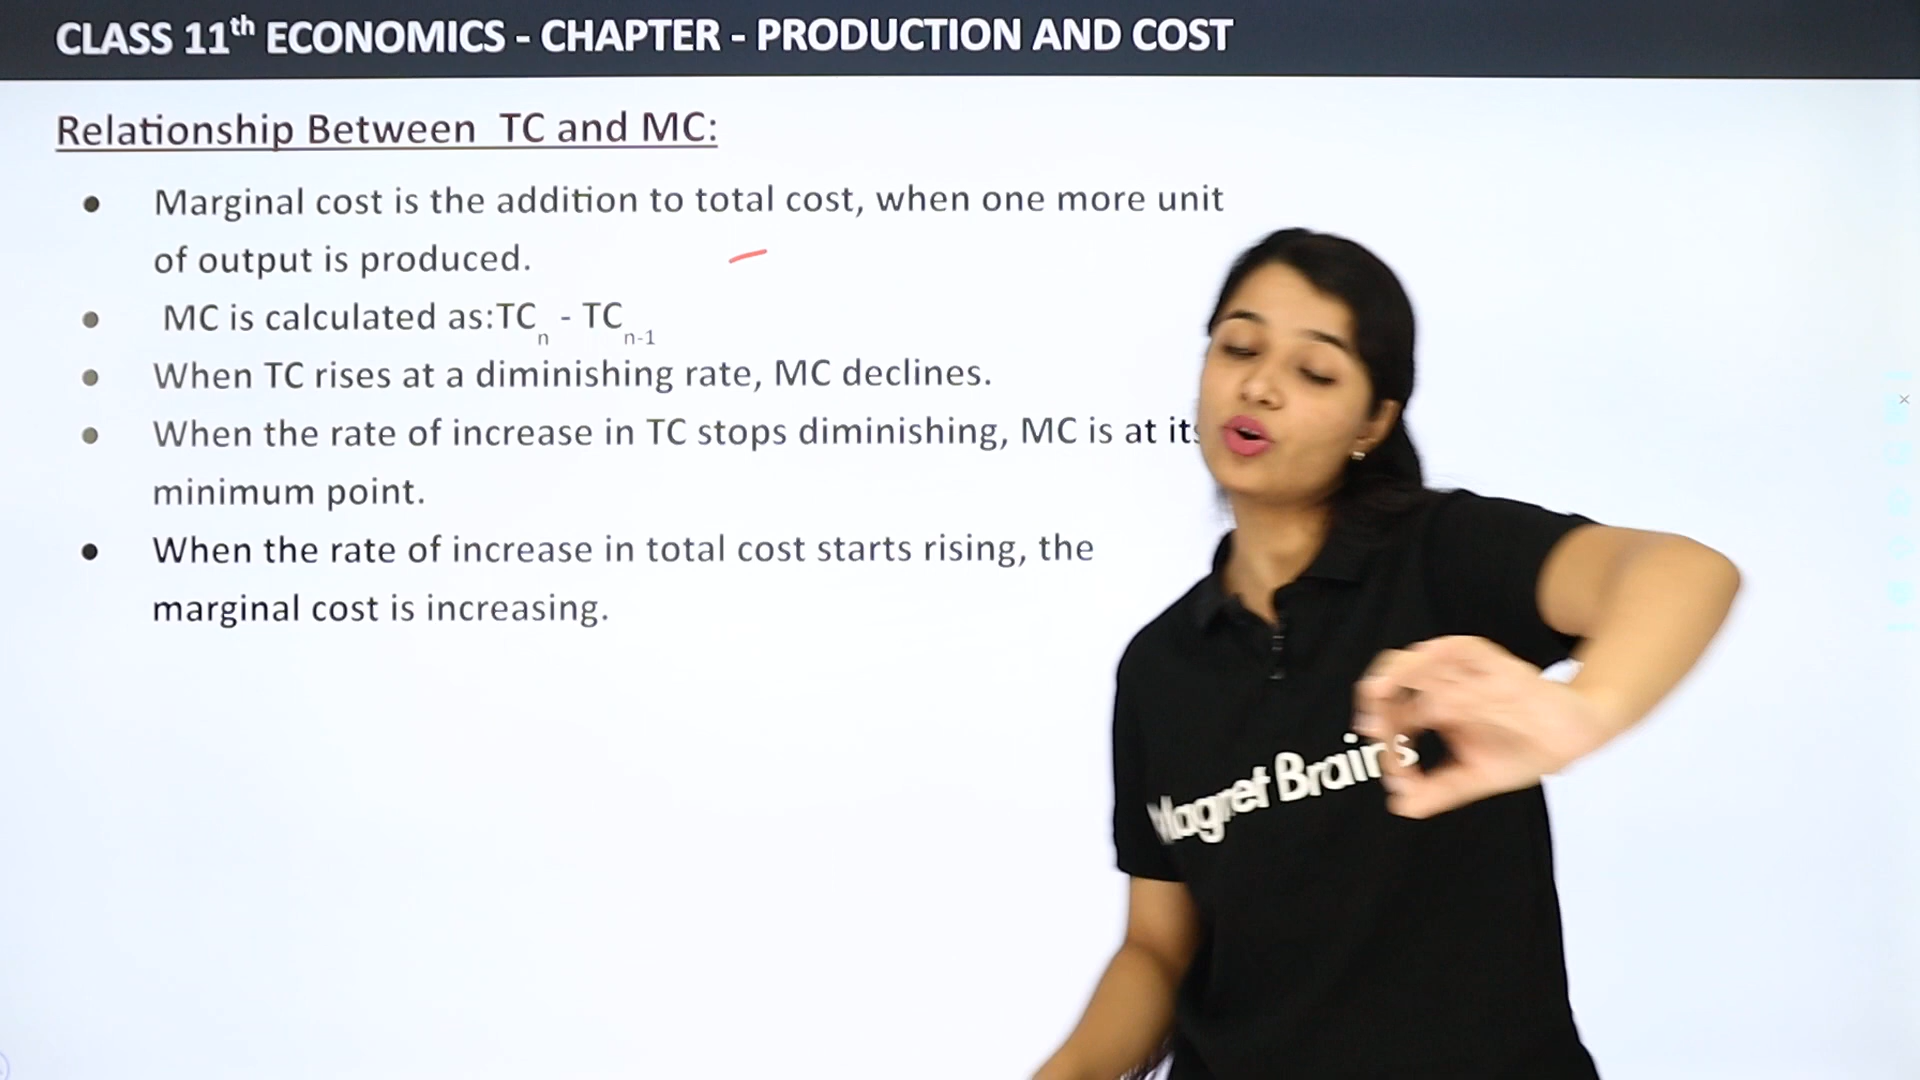 CLASS 11th ECONOMICS - CHAPTER - PRODUCTION AND COST
Relationship Between TC and MC:
● Marginal cost is the addition to total cost, when one more unit
of output is produced.
● MC is calculated as:TCn - TCn-1
● When TC rises at a diminishing rate, MC declines.
● When the rate of increase in TC stops diminishing, MC is at its
minimum point.
● When the rate of increase in total cost starts rising, the
marginal cost is increasing.
Magnet Brains